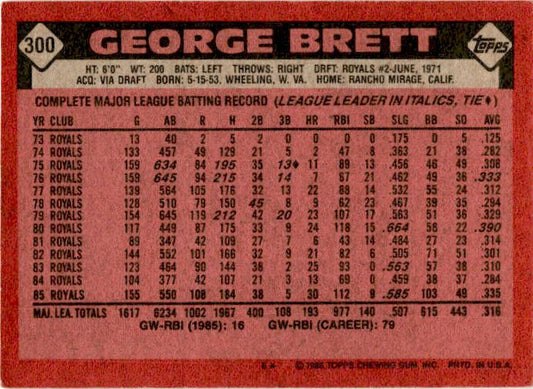 300 GEORGE BRETT topps
HT: 6'0" WT: 200 BATS: LEFT THROWS: RIGHT DRFT: ROYALS #2-JUNE, 1971
ACQ: VIA DRAFT BORN: 5-15-53, WHEELING, W. VA. HOME: RANCHO MIRAGE, CALIF.
COMPLETE MAJOR LEAGUE BATTING RECORD (LEAGUE LEADER IN ITALICS, TIE♦)
YR CLUB G AB R H 2B 3B HR RBI SB SLG BB SO AVG
73 ROYALS 13 40 2 5 2 0 0 0 0 .175 0 5 .125
74 ROYALS 133 457 49 129 21 5 2 47 8 .363 21 38 .282
75 ROYALS 159 634 84 195 35 13♦ 11 89 13 .456 46 49 .308
76 ROYALS 159 645 94 215 34 14 7 67 21 .462 49 36 .333
77 ROYALS 139 564 105 176 32 13 22 88 14 .532 55 24 .312
78 ROYALS 128 510 79 150 45 8 9 62 23 .467 39 35 .294
79 ROYALS 154 645 119 212 42 20 23 107 17 .563 51 36 .329
80 ROYALS 117 449 87 175 33 9 24 118 15 .664 58 22 .390
81 ROYALS 89 347 42 109 27 7 6 43 14 .484 27 23 .314
82 ROYALS 144 552 101 166 32 9 21 82 6 .505 71 51 .301
83 ROYALS 123 464 90 144 38 2 25 93 0 .563 57 38 .310
84 ROYALS 104 377 42 107 21 3 13 69 0 .459 38 37 .284
85 ROYALS 155 550 108 184 38 5 30 112 9 .585 103 49 .335
MAJ. LEA. TOTALS 1617 6234 1002 1967 400 108 193 977 140 .507 615 443 .316
GW-RBI (1985): 16 GW-RBI (CAREER): 79
© 1986 TOPPS CHEWING GUM, INC. PRTD. IN U.S.A.